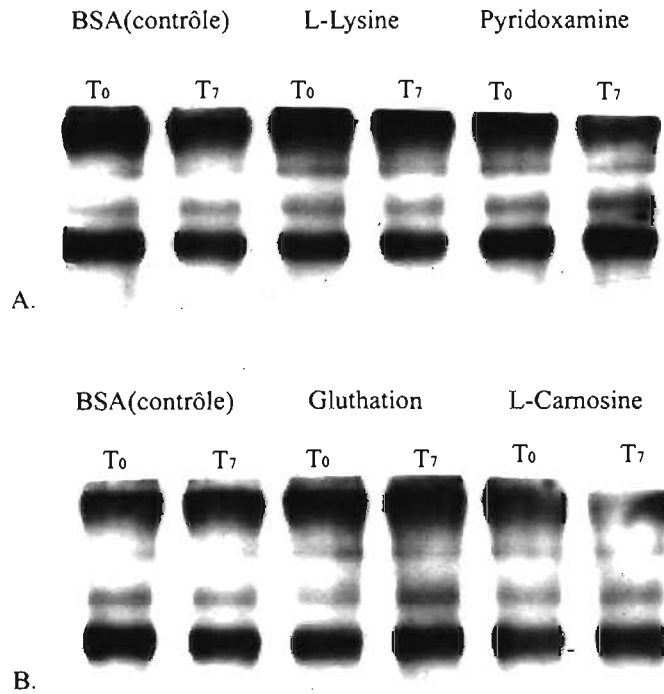 BSA(contrôle) L-Lysine Pyridoxamine
T0 T7 T0 T7 T0 T7
A.
BSA(contrôle) Gluthation L-Carnosine
T0 T7 T0 T7 T0 T7
B.